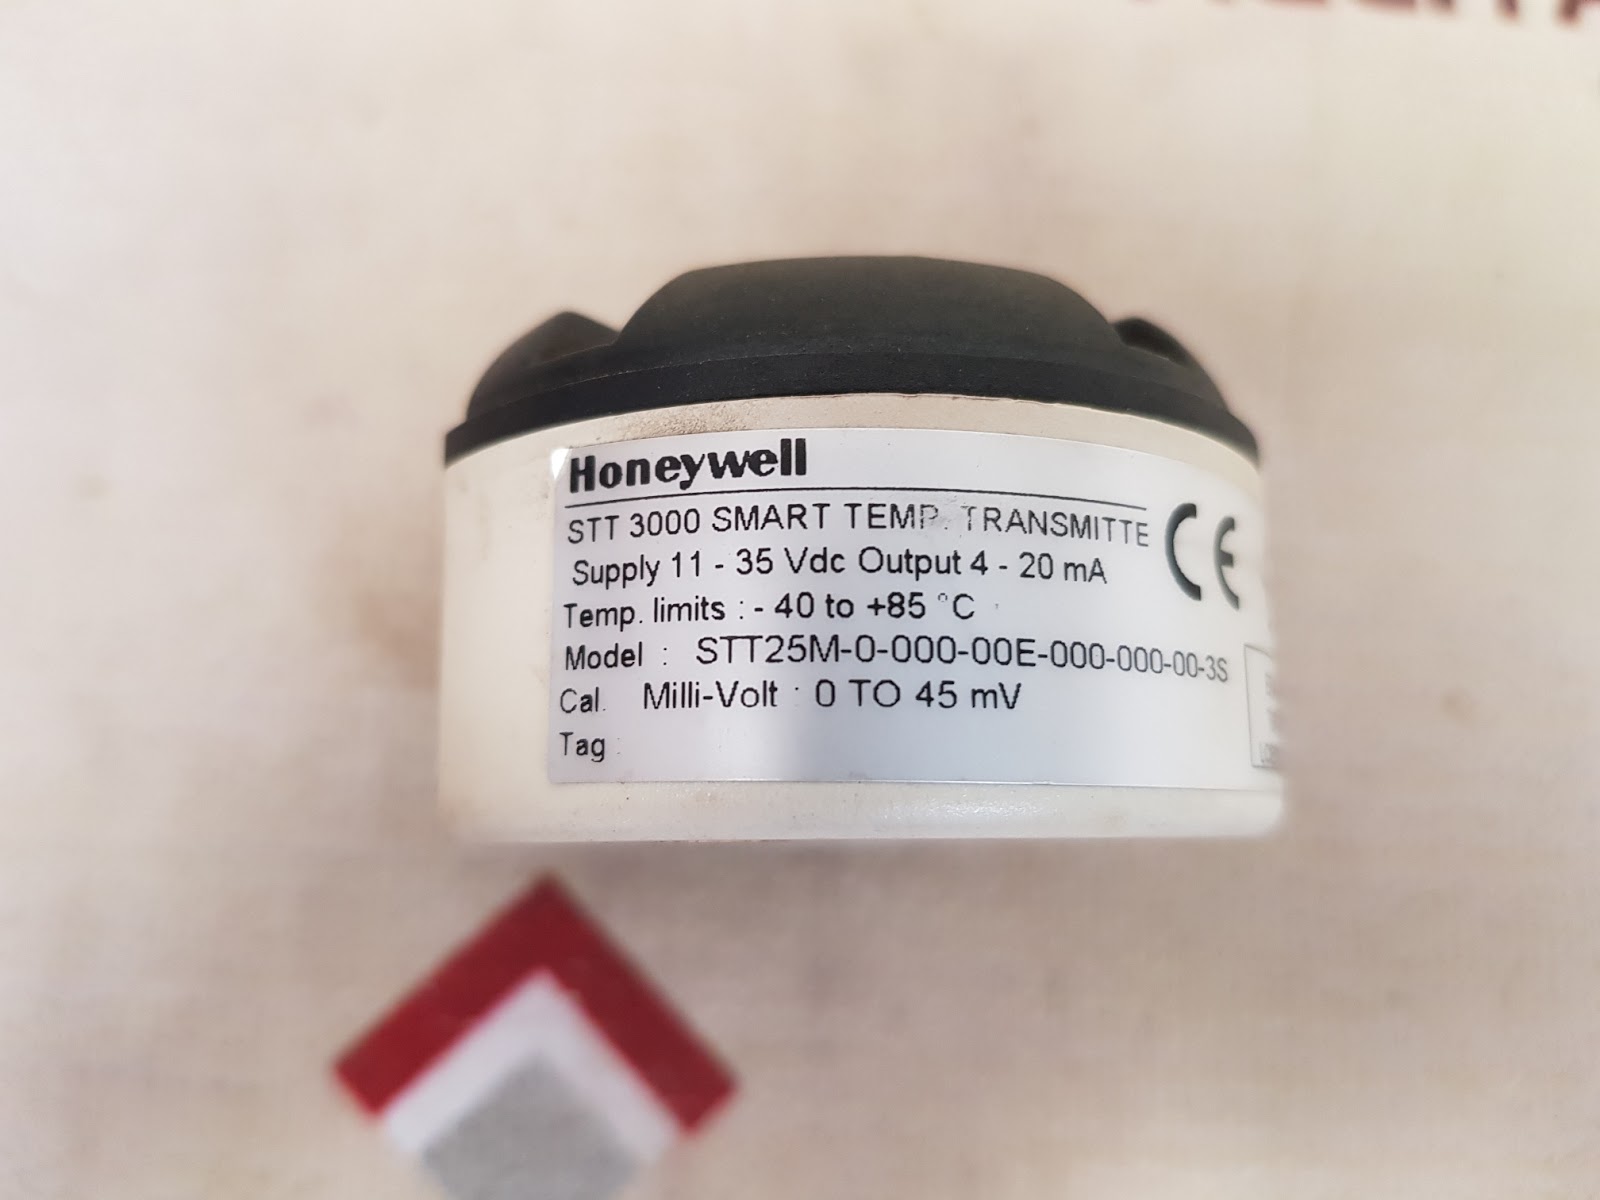 Honeywell
STT 3000 SMART TEMP. TRANSMITTE
CE
Supply 11 - 35 Vdc Output 4 - 20 mA
Temp. limits : - 40 to +85 °C
Model : STT25M-0-000-00E-000-000-00-3S
Cal. Milli-Volt : 0 TO 45 mV
Tag :